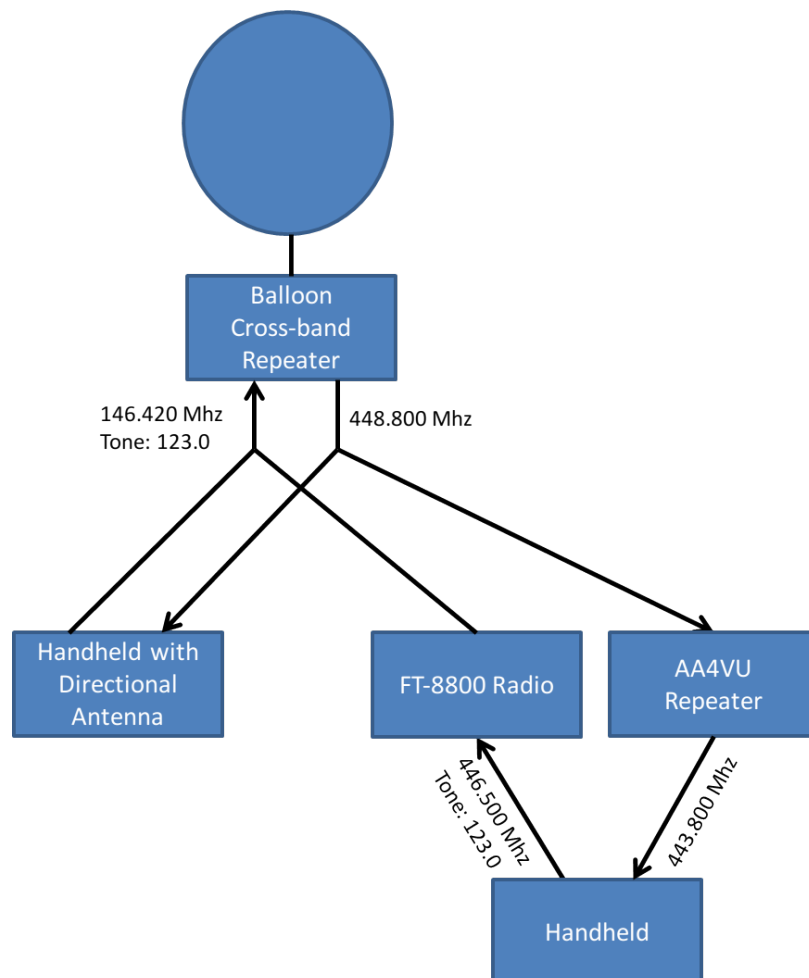 Balloon
Cross-band
Repeater
146.420 Mhz
Tone: 123.0
448.800 Mhz
Handheld with
Directional
Antenna
FT-8800 Radio
AA4VU
Repeater
446.500 Mhz
Tone: 123.0
443.800 Mhz
Handheld